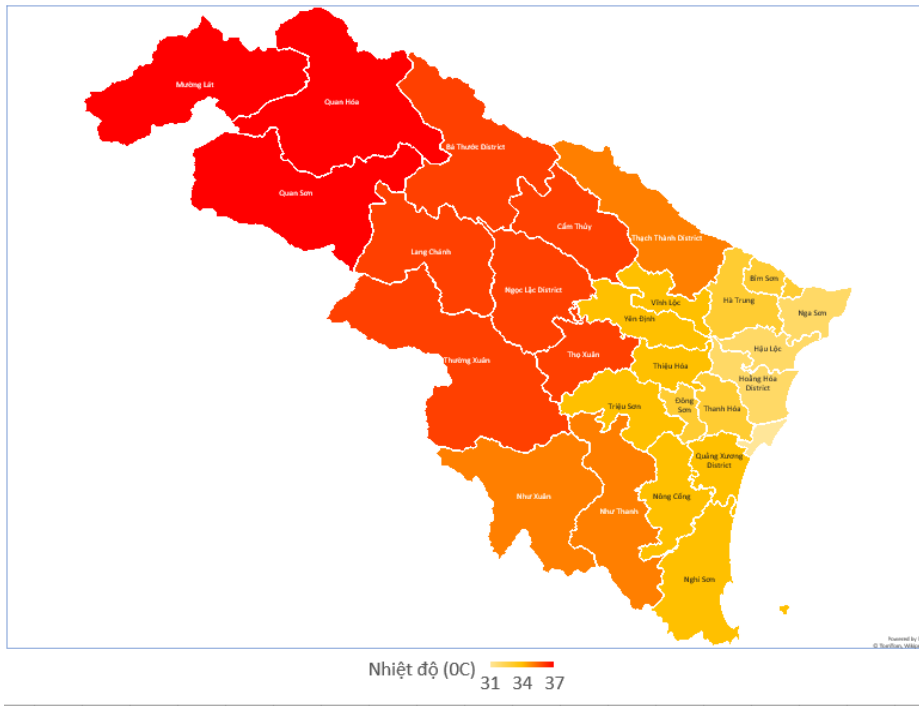 Mường Lát
Quan Hóa
Bá Thước District
Quan Sơn
Cẩm Thủy
Thạch Thành District
Lang Chánh
Bỉm Sơn
Ngọc Lặc District
Vĩnh Lộc
Hà Trung
Nga Sơn
Yên Định
Hậu Lộc
Thường Xuân
Thọ Xuân
Thiệu Hóa
Hoằng Hóa
District
Triệu Sơn
Đông
Sơn
Thanh Hóa
Quảng Xương
District
Như Xuân
Như Thanh
Nông Cống
Nghi Sơn
Powered by
© TomTom,
Nhiệt độ (0C)
31 34 37